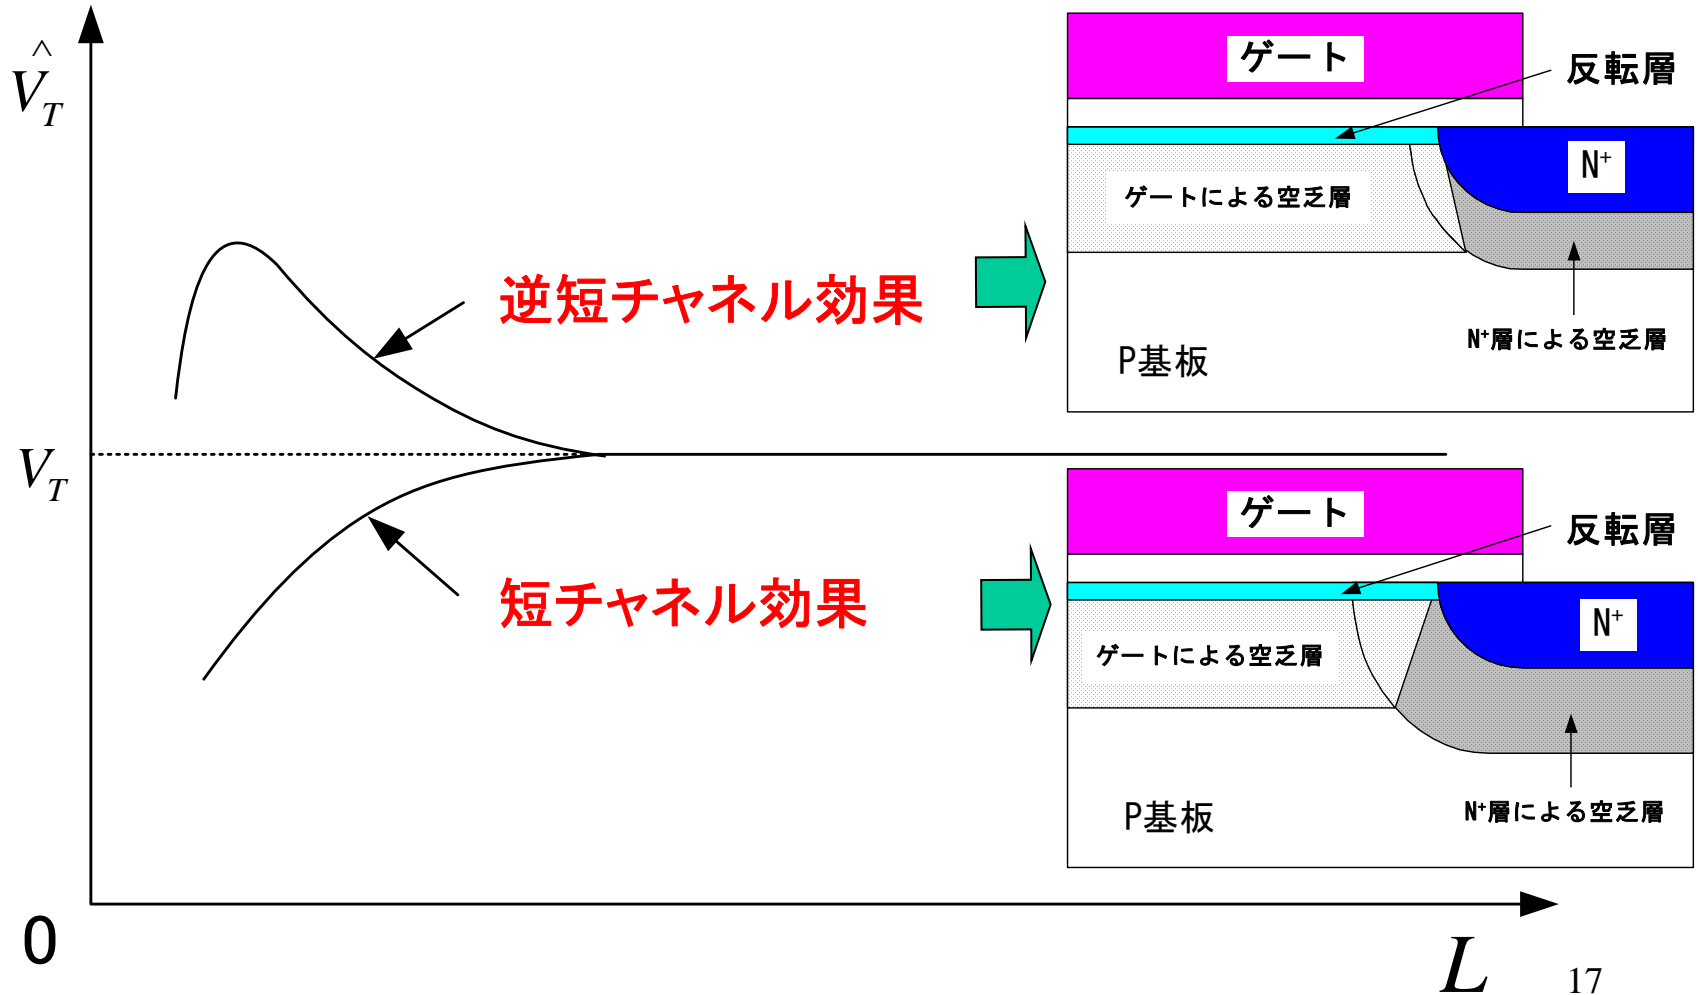 V̂_T
V_T
0
L
逆短チャネル効果
短チャネル効果
ゲート
反転層
N⁺
ゲートによる空乏層
N⁺層による空乏層
P基板
ゲート
反転層
N⁺
ゲートによる空乏層
N⁺層による空乏層
P基板
17